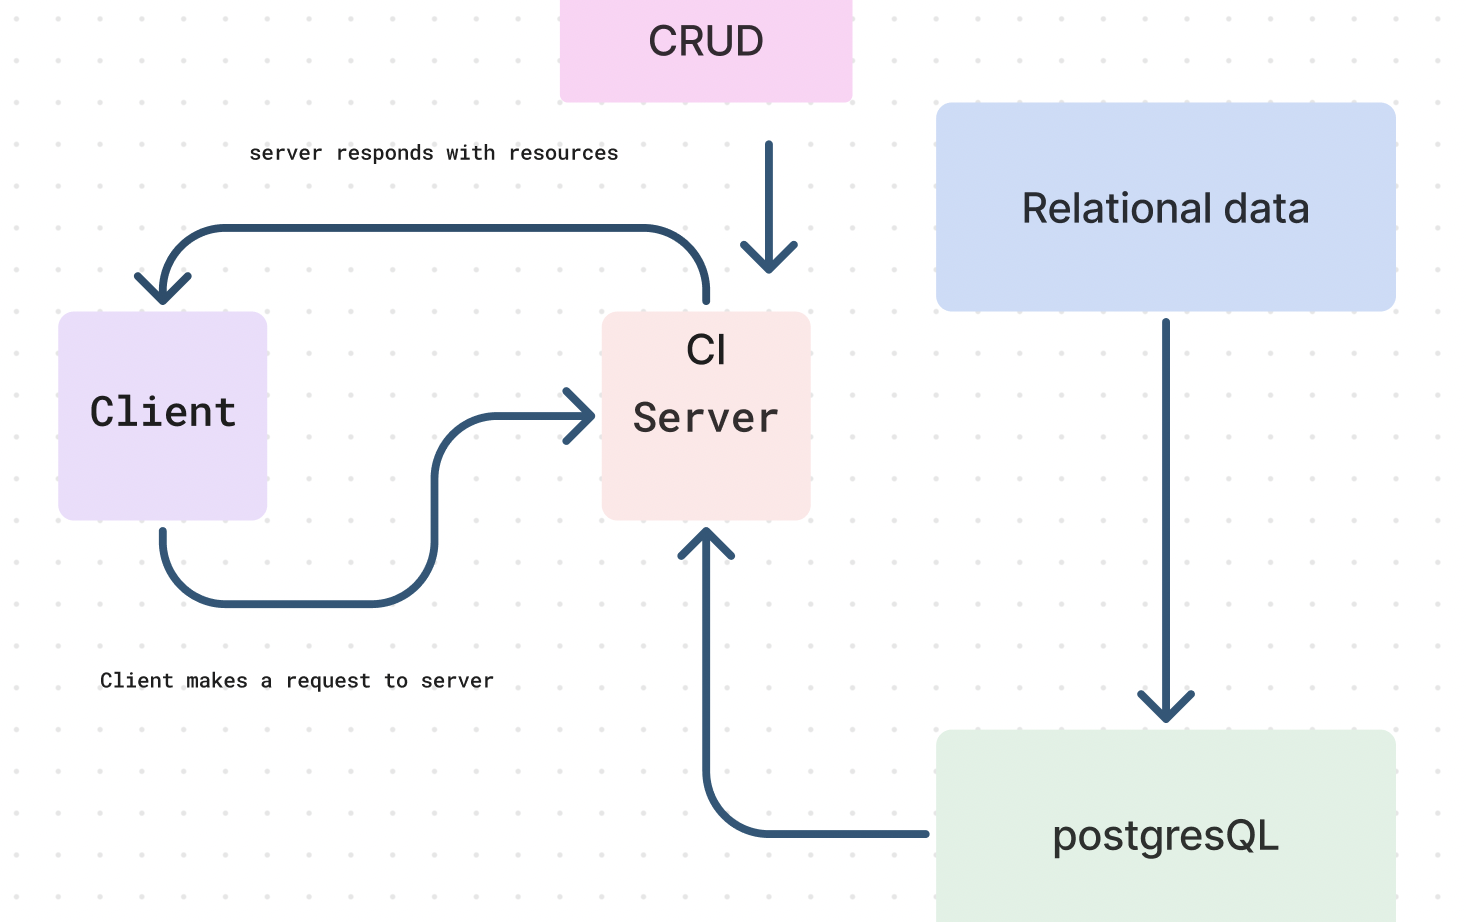 CRUD
server responds with resources
Relational data
CI
Client
Server
Client makes a request to server
postgresQL